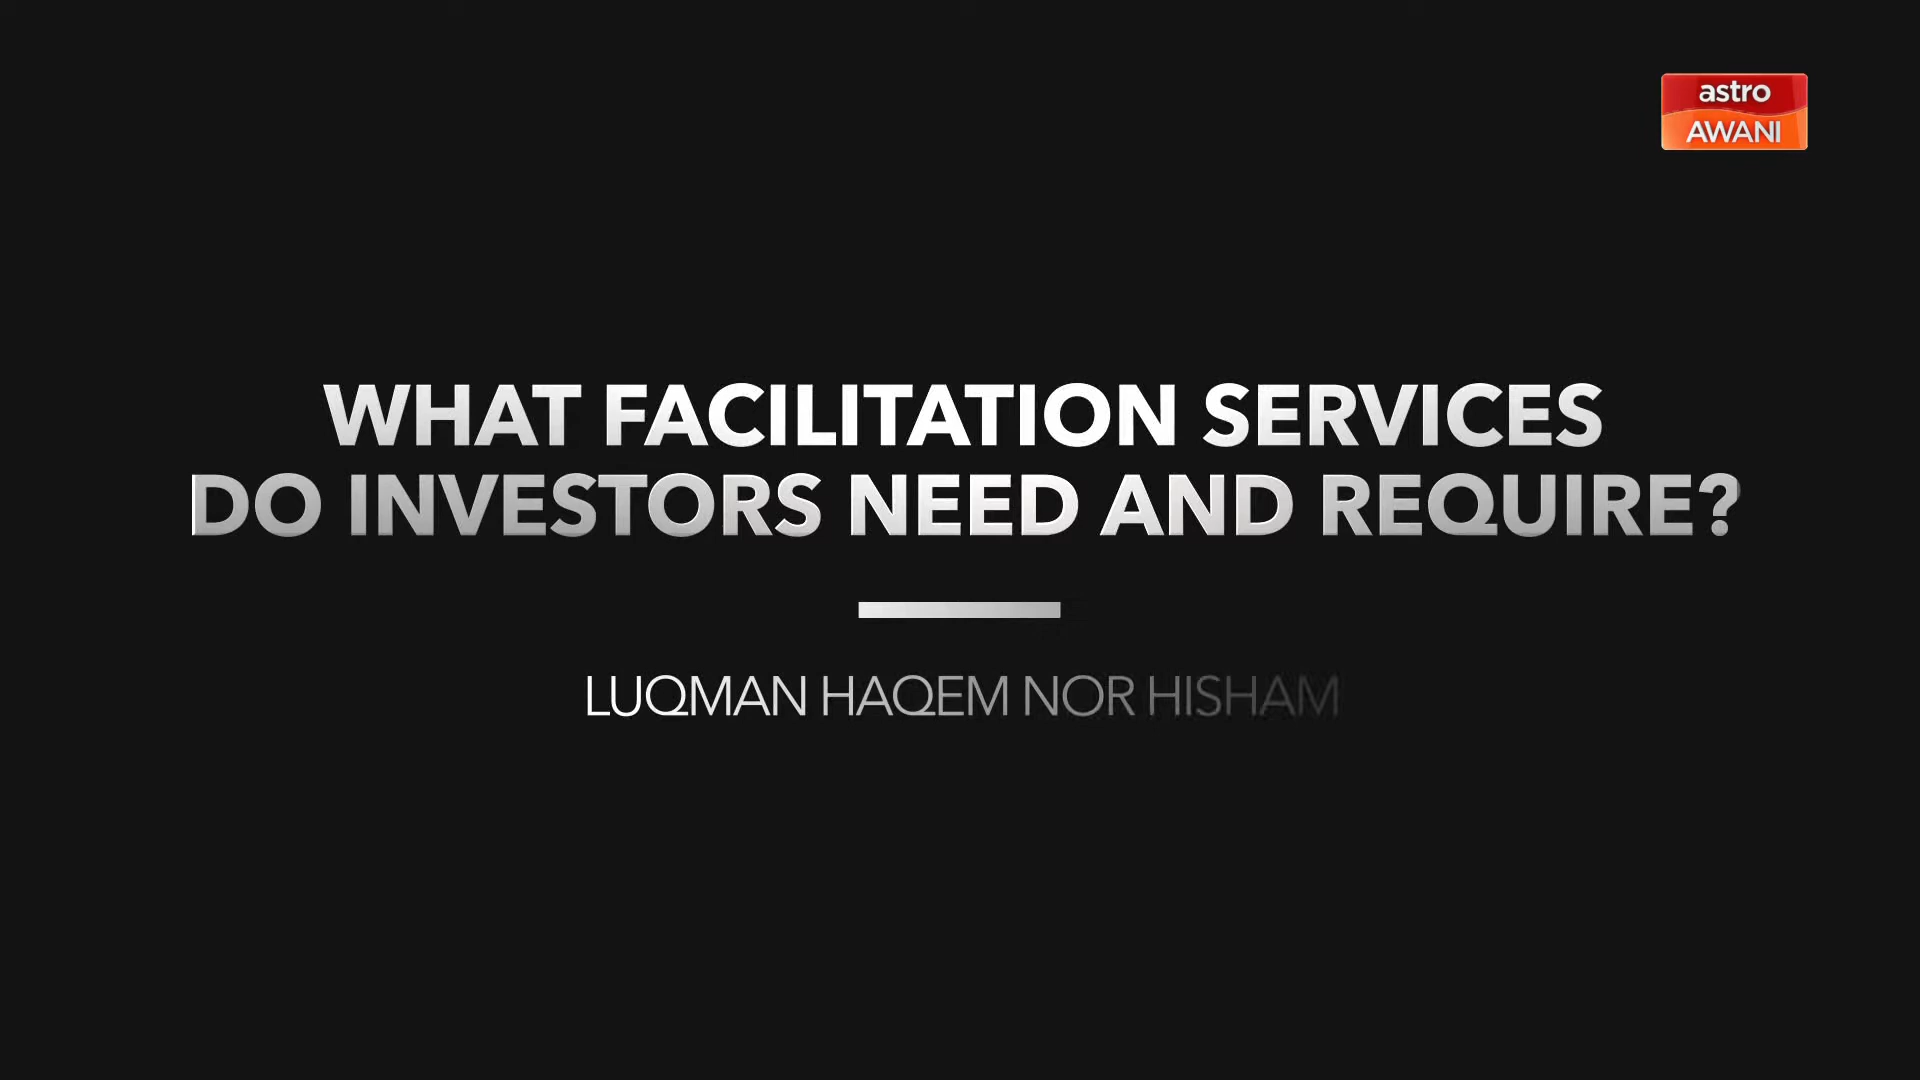 astro
AWANI
WHAT FACILITATION SERVICES
DO INVESTORS NEED AND REQUIRE?
LUQMAN HAQEM NOR HISHAM